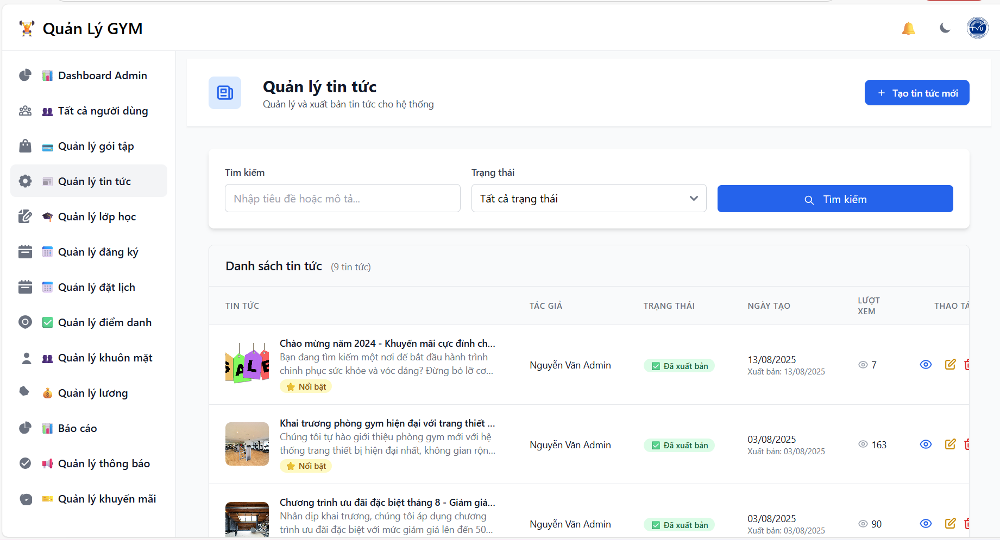 Quản Lý GYM
TVU
Dashboard Admin
Tất cả người dùng
Quản lý gói tập
Quản lý tin tức
Quản lý lớp học
Quản lý đăng ký
Quản lý đặt lịch
Quản lý điểm danh
Quản lý khuôn mặt
Quản lý lương
Báo cáo
Quản lý thông báo
Quản lý khuyến mãi
Quản lý tin tức
Quản lý và xuất bản tin tức cho hệ thống
+ Tạo tin tức mới
Tìm kiếm
Nhập tiêu đề hoặc mô tả...
Trạng thái
Tất cả trạng thái
Tìm kiếm
Danh sách tin tức (9 tin tức)
TIN TỨC TÁC GIẢ TRẠNG THÁI NGÀY TẠO LƯỢT XEM THAO TÁ
SALE
Chào mừng năm 2024 - Khuyến mãi cực đỉnh ch...
Bạn đang tìm kiếm một nơi để bắt đầu hành trình
chinh phục sức khỏe và vóc dáng? Đừng bỏ lỡ cơ...
Nổi bật
Nguyễn Văn Admin
Đã xuất bản
13/08/2025
Xuất bản: 13/08/2025
7
Khai trương phòng gym hiện đại với trang thiết ...
Chúng tôi tự hào giới thiệu phòng gym mới với hệ
thống trang thiết bị hiện đại nhất, không gian rộn...
Nổi bật
Nguyễn Văn Admin
Đã xuất bản
03/08/2025
Xuất bản: 03/08/2025
163
Chương trình ưu đãi đặc biệt tháng 8 - Giảm giá...
Nhân dịp khai trương, chúng tôi áp dụng chương
trình ưu đãi đặc biệt với mức giảm giá lên đến 50...
Nguyễn Văn Admin
Đã xuất bản
03/08/2025
Xuất bản: 03/08/2025
90